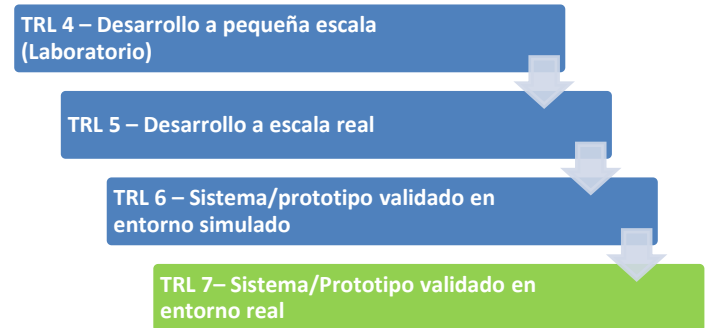 TRL 4 – Desarrollo a pequeña escala
(Laboratorio)
TRL 5 – Desarrollo a escala real
TRL 6 – Sistema/prototipo validado en
entorno simulado
TRL 7– Sistema/Prototipo validado en
entorno real